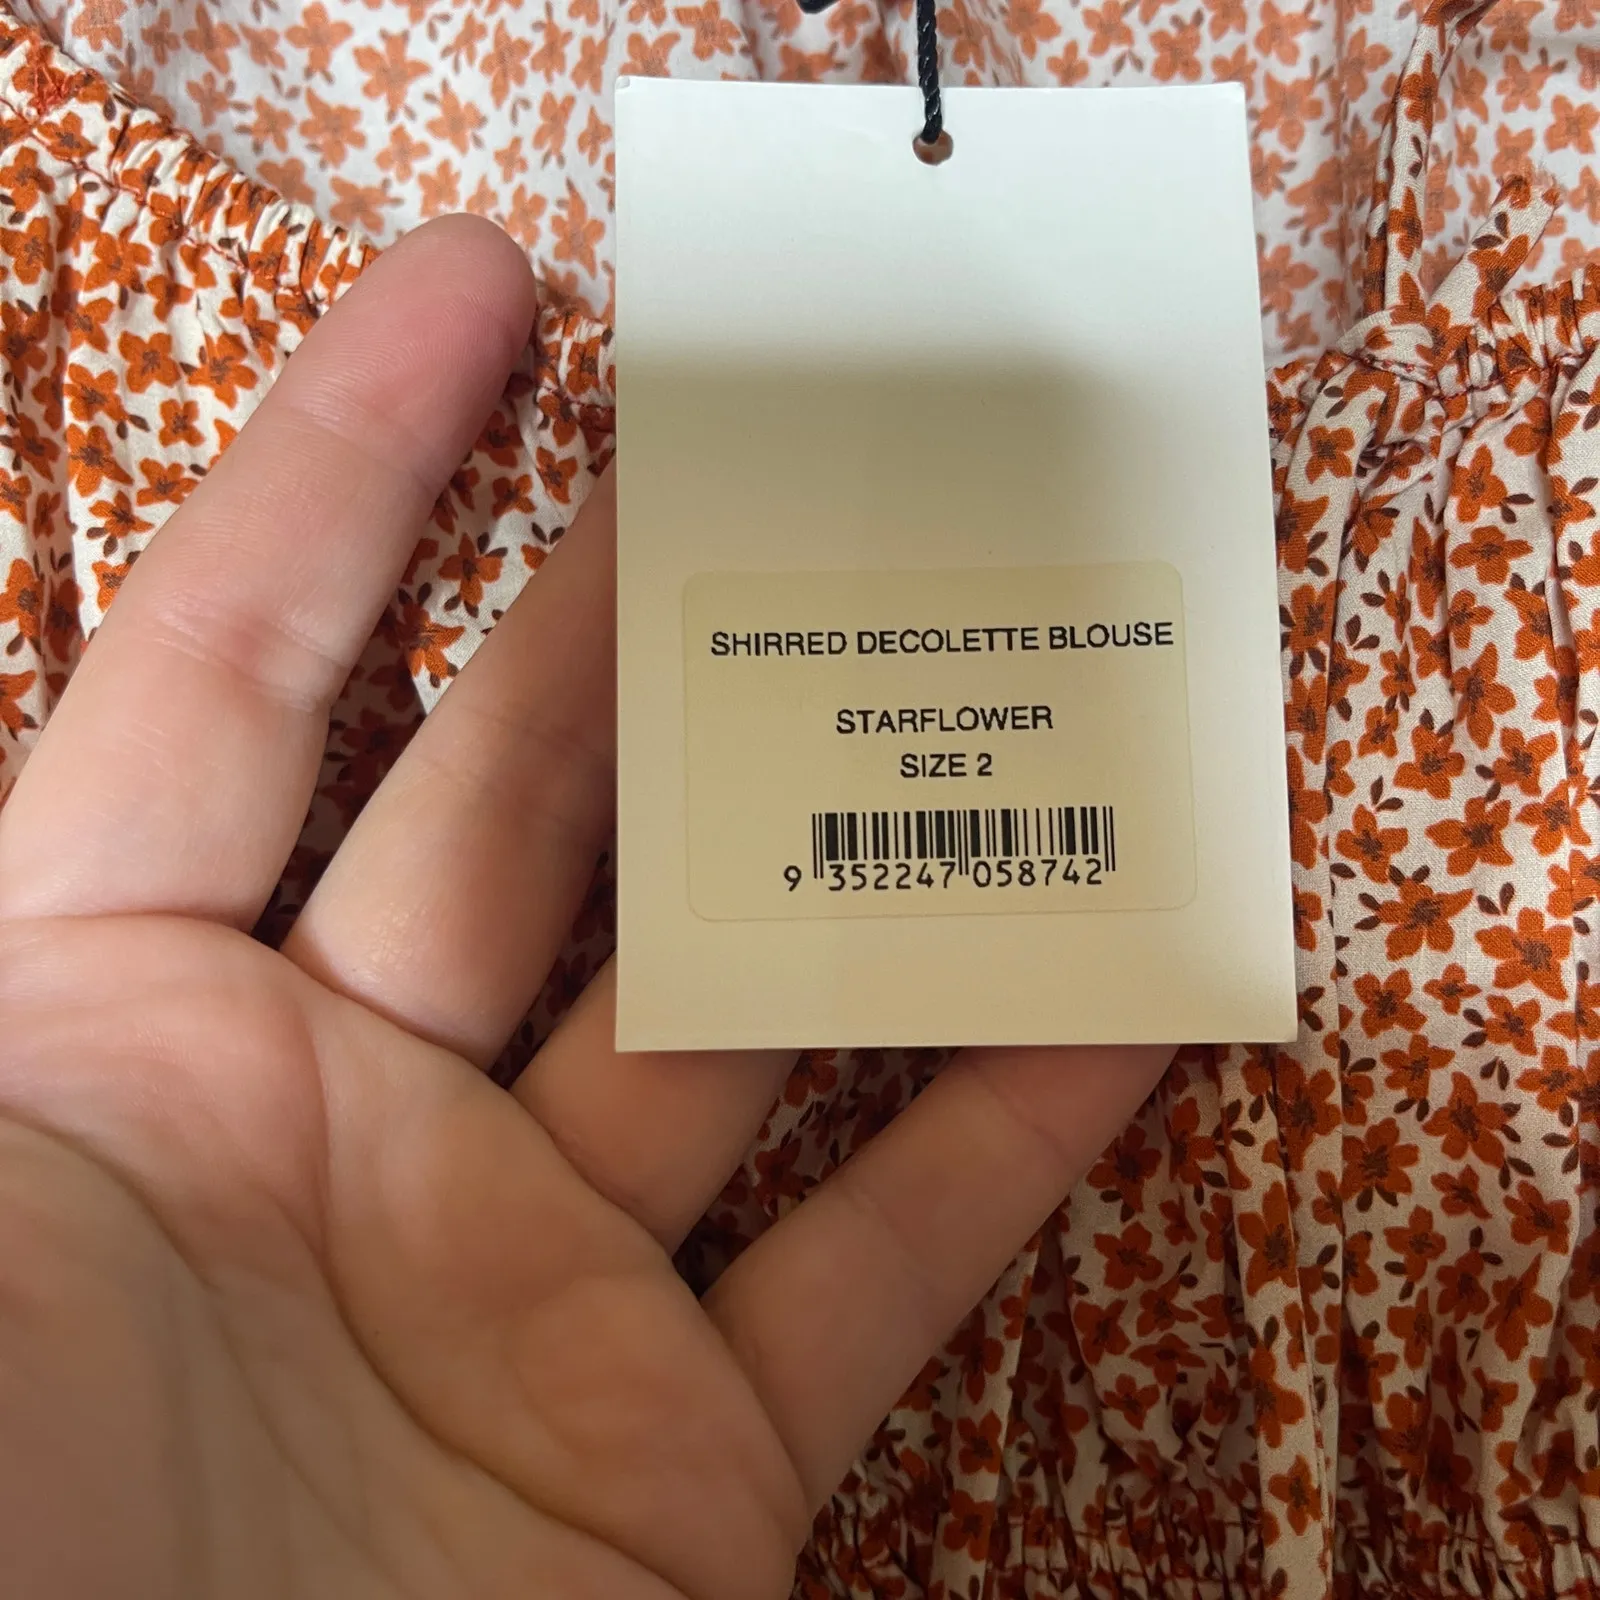 SHIRRED DECOLETTE BLOUSE
STARFLOWER
SIZE 2
9 352247 058742